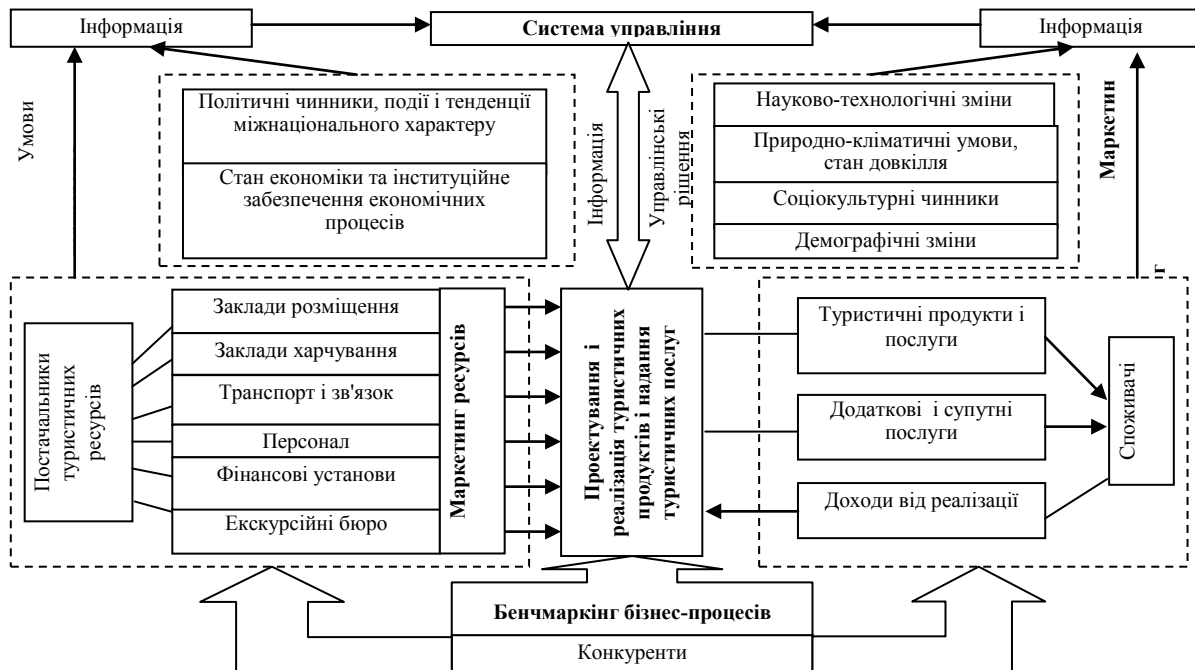 Інформація
Система управління
Інформація
Умови
Політичні чинники, події і тенденції
міжнаціонального характеру
Стан економіки та інституційне
забезпечення економічних
процесів
Інформація
Управлінські
рішення
Науково-технологічні зміни
Природно-кліматичні умови,
стан довкілля
Соціокультурні чинники
Демографічні зміни
Маркетин
Постачальники
туристичних
ресурсів
Заклади розміщення
Заклади харчування
Транспорт і зв'язок
Персонал
Фінансові установи
Екскурсійні бюро
Маркетинг ресурсів
Проектування і
реалізація туристичних
продуктів і надання
туристичних послуг
Туристичні продукти і
послуги
Додаткові і супутні
послуги
Доходи від реалізації
Споживачі
Бенчмаркінг бізнес-процесів
Конкуренти